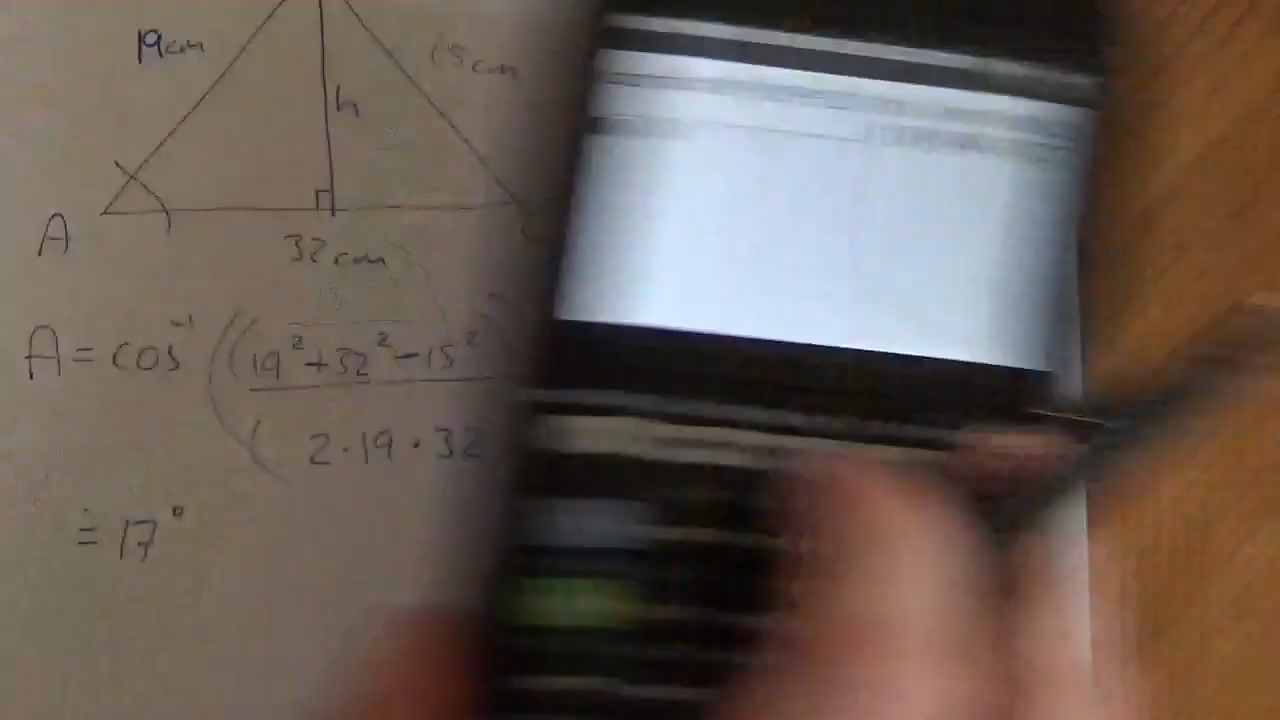 19cm
15cm
h
A
32cm
A = cos⁻¹ ((19² + 32² − 15²
( 2 · 19 · 32
≐ 17°